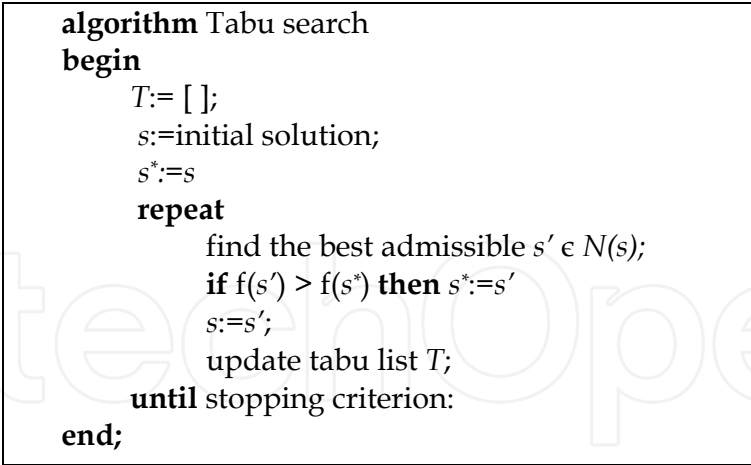 algorithm Tabu search
begin
T:= [ ];
s:=initial solution;
s*:=s
repeat
find the best admissible s' ϵ N(s);
if f(s') > f(s*) then s*:=s'
s:=s';
update tabu list T;
until stopping criterion:
end;
techOpe